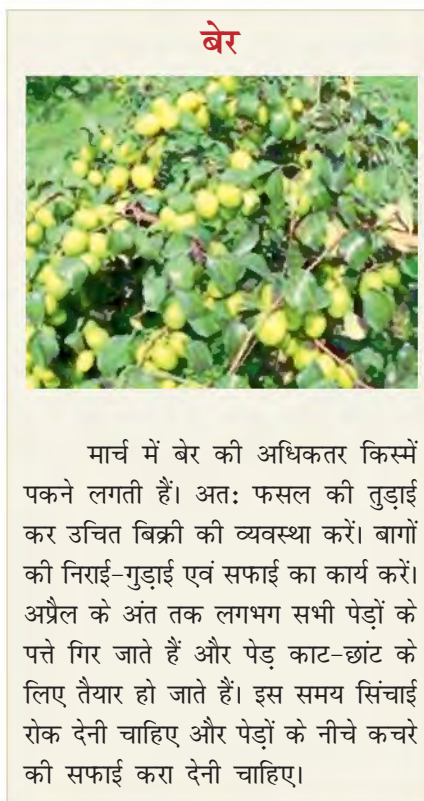 बेर
मार्च में बेर की अधिकतर किस्में
पकने लगती हैं। अत: फसल की तुड़ाई
कर उचित बिक्री की व्यवस्था करें। बागों
की निराई-गुड़ाई एवं सफाई का कार्य करें।
अप्रैल के अंत तक लगभग सभी पेड़ों के
पत्ते गिर जाते हैं और पेड़ काट-छांट के
लिए तैयार हो जाते हैं। इस समय सिंचाई
रोक देनी चाहिए और पेड़ों के नीचे कचरे
की सफाई करा देनी चाहिए।